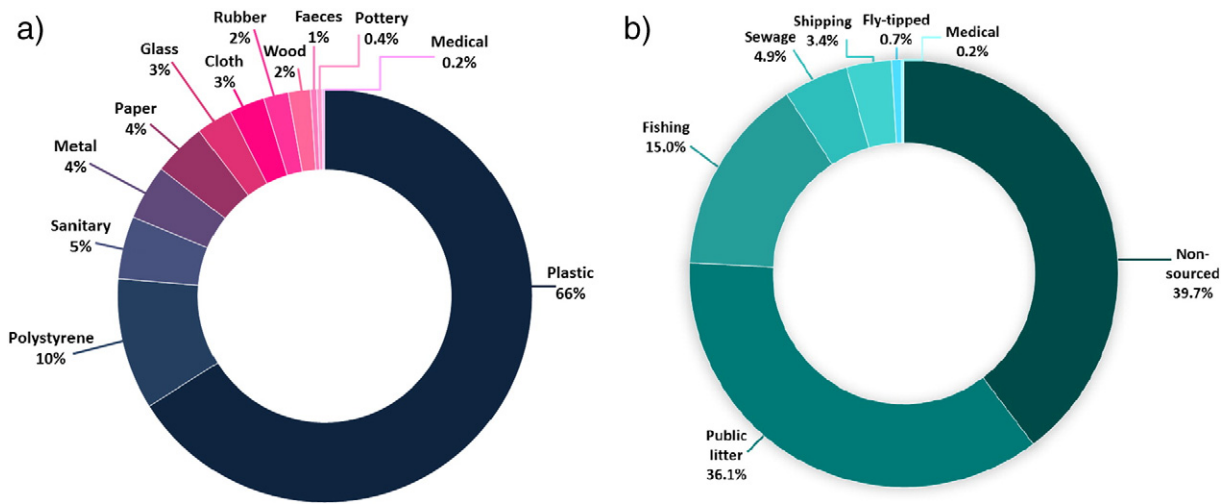 a)
Plastic
66%
Polystyrene
10%
Sanitary
5%
Metal
4%
Paper
4%
Glass
3%
Cloth
3%
Rubber
2%
Wood
2%
Faeces
1%
Pottery
0.4%
Medical
0.2%
b)
Non-
sourced
39.7%
Public
litter
36.1%
Fishing
15.0%
Sewage
4.9%
Shipping
3.4%
Fly-tipped
0.7%
Medical
0.2%